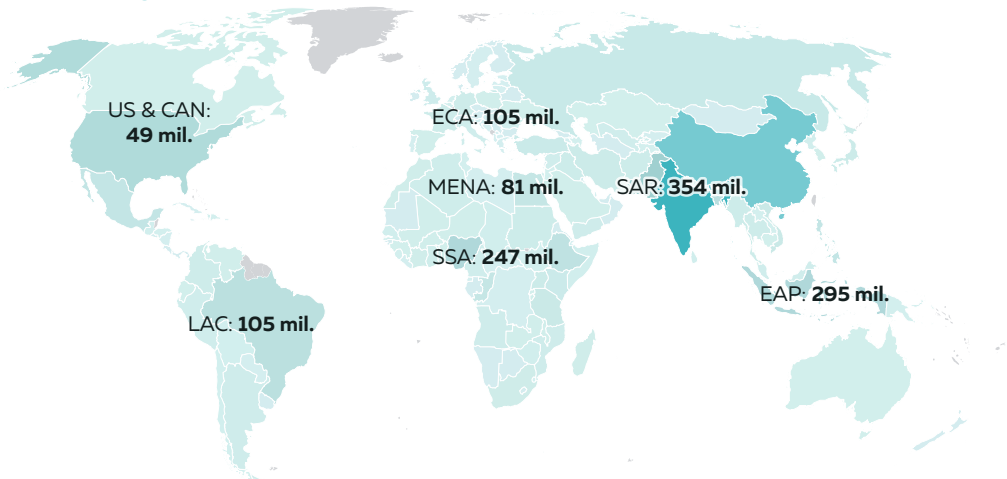 US & CAN:
49 mil.
ECA: 105 mil.
MENA: 81 mil.
SAR: 354 mil.
SSA: 247 mil.
EAP: 295 mil.
LAC: 105 mil.